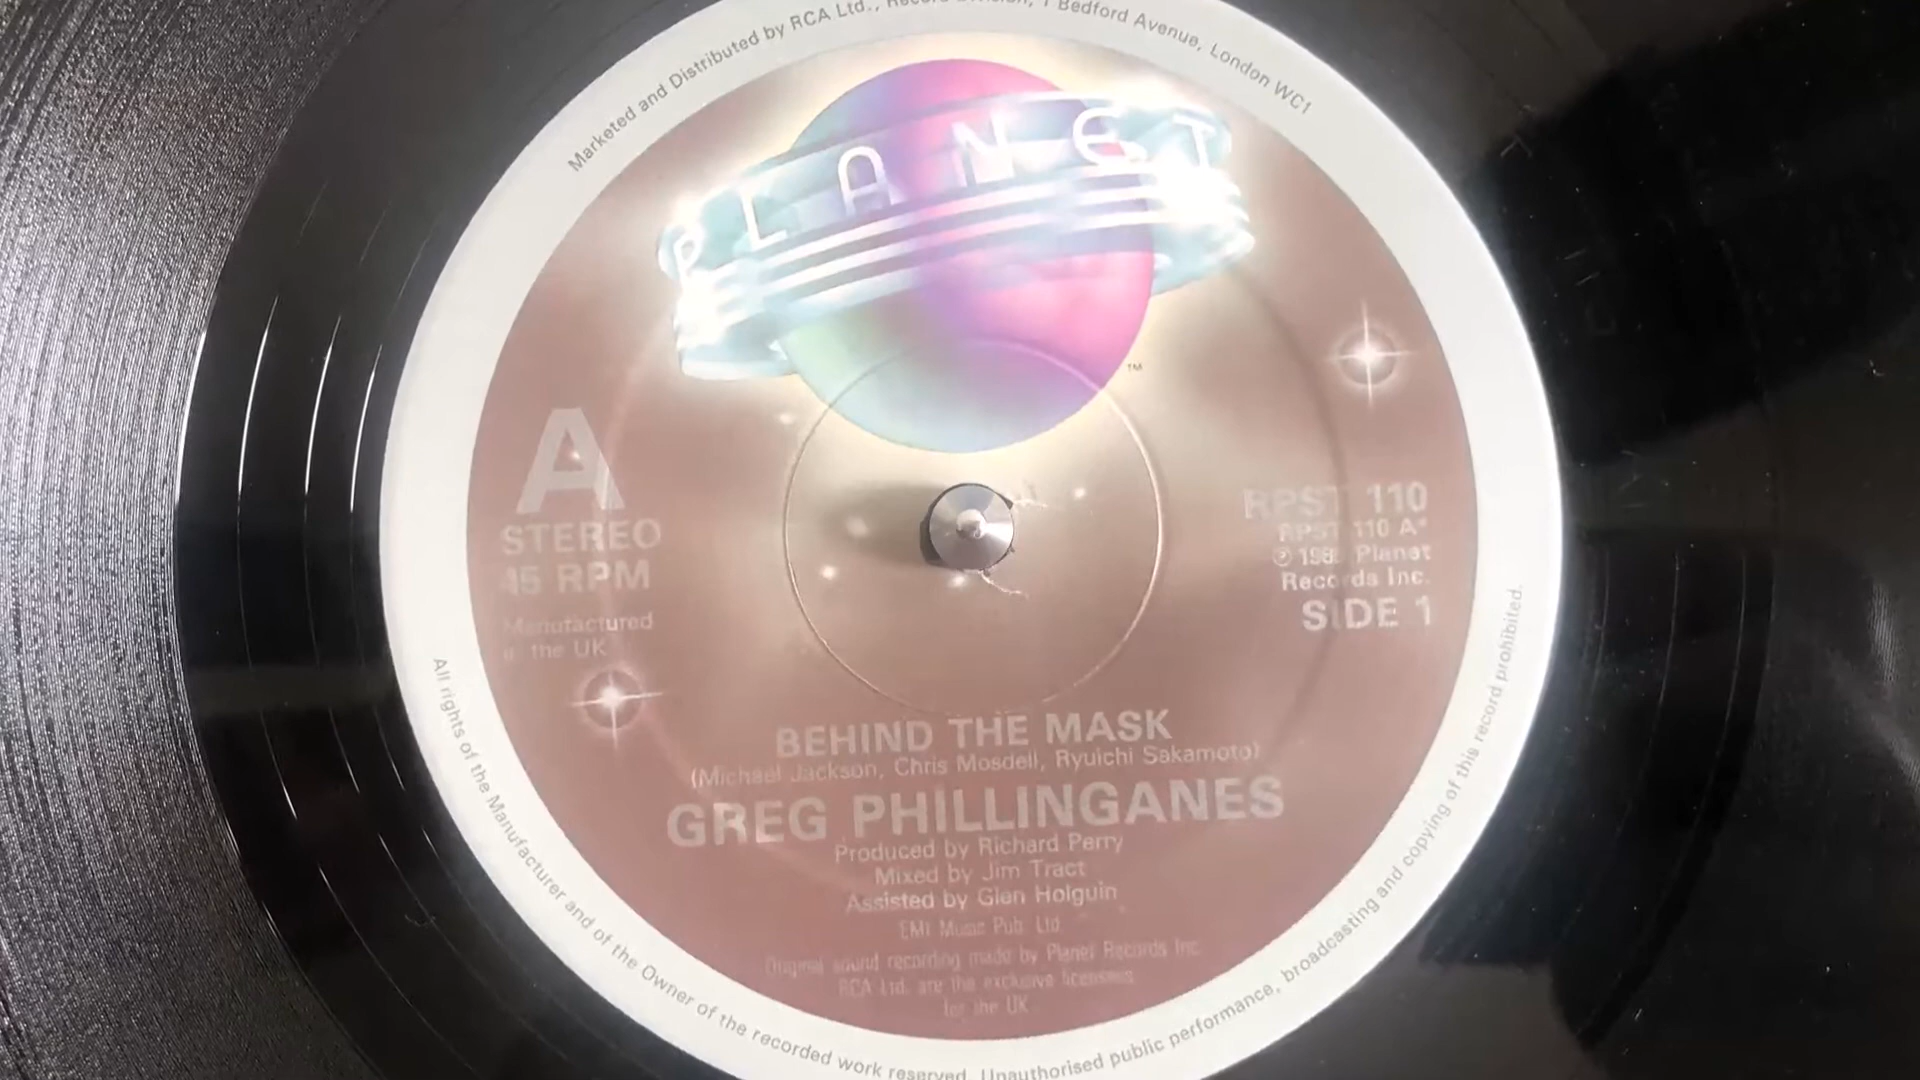 Marketed and Distributed by RCA Ltd., Record Division, 1 Bedford Avenue, London WC1
PLANET
™
A
STEREO
45 RPM
Manufactured
in the UK
RPST 110
RPST 110 A*
℗ 198 Planet
Records Inc.
SIDE 1
BEHIND THE MASK
(Michael Jackson, Chris Mosdell, Ryuichi Sakamoto)
GREG PHILLINGANES
Produced by Richard Perry
Mixed by Jim Tract
Assisted by Glen Holguin
EMI Music Pub. Ltd.
Original sound recording made by Planet Records Inc.
RCA Ltd. are the exclusive licensees
for the UK
All rights of the Manufacturer and of the Owner of the recorded work reserved. Unauthorised public performance, broadcasting and copying of this record prohibited.